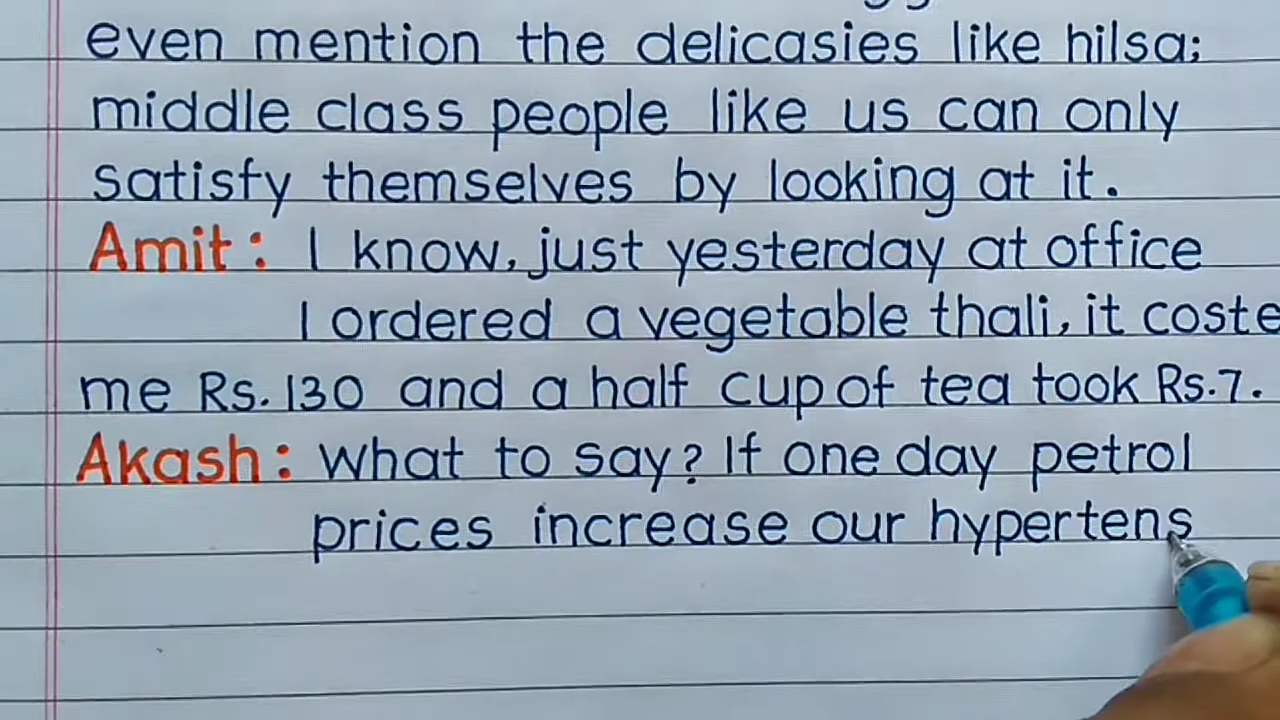 even mention the delicasies like hilsa;
middle class people like us can only
satisfy themselves by looking at it.
Amit: I know, just yesterday at office
I ordered a vegetable thali, it coste
me Rs. 130 and a half cup of tea took Rs.7.
Akash: What to say? If one day petrol
prices increase our hypertens